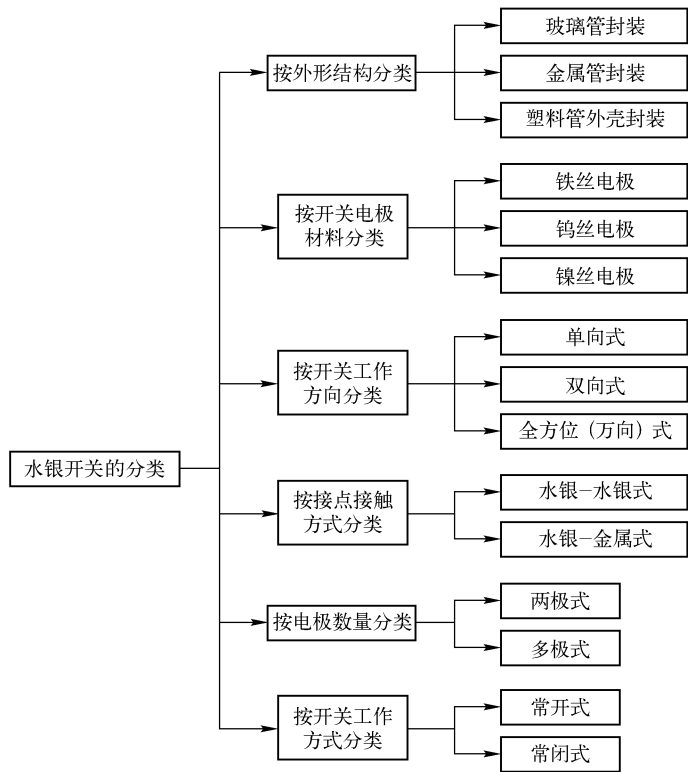 水银开关的分类
按外形结构分类
玻璃管封装
金属管封装
塑料管外壳封装
按开关电极
材料分类
铁丝电极
钨丝电极
镍丝电极
按开关工作
方向分类
单向式
双向式
全方位（万向）式
按接点接触
方式分类
水银–水银式
水银–金属式
按电极数量分类
两极式
多极式
按开关工作
方式分类
常开式
常闭式